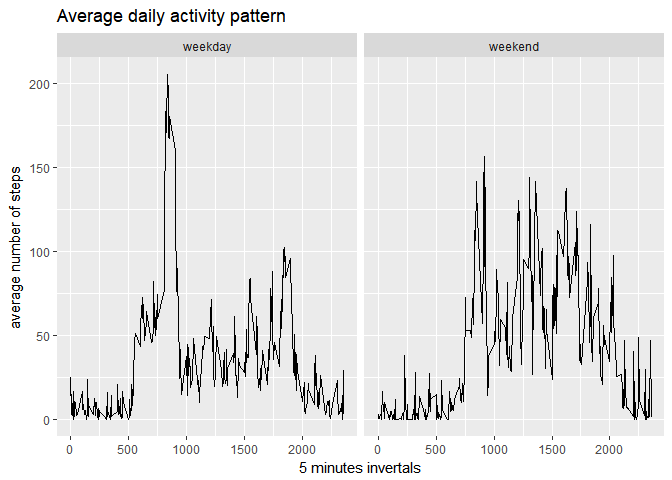 Average daily activity pattern
weekday
weekend
average number of steps
200
150
100
50
0
0 500 1000 1500 2000
0 500 1000 1500 2000
5 minutes invertals